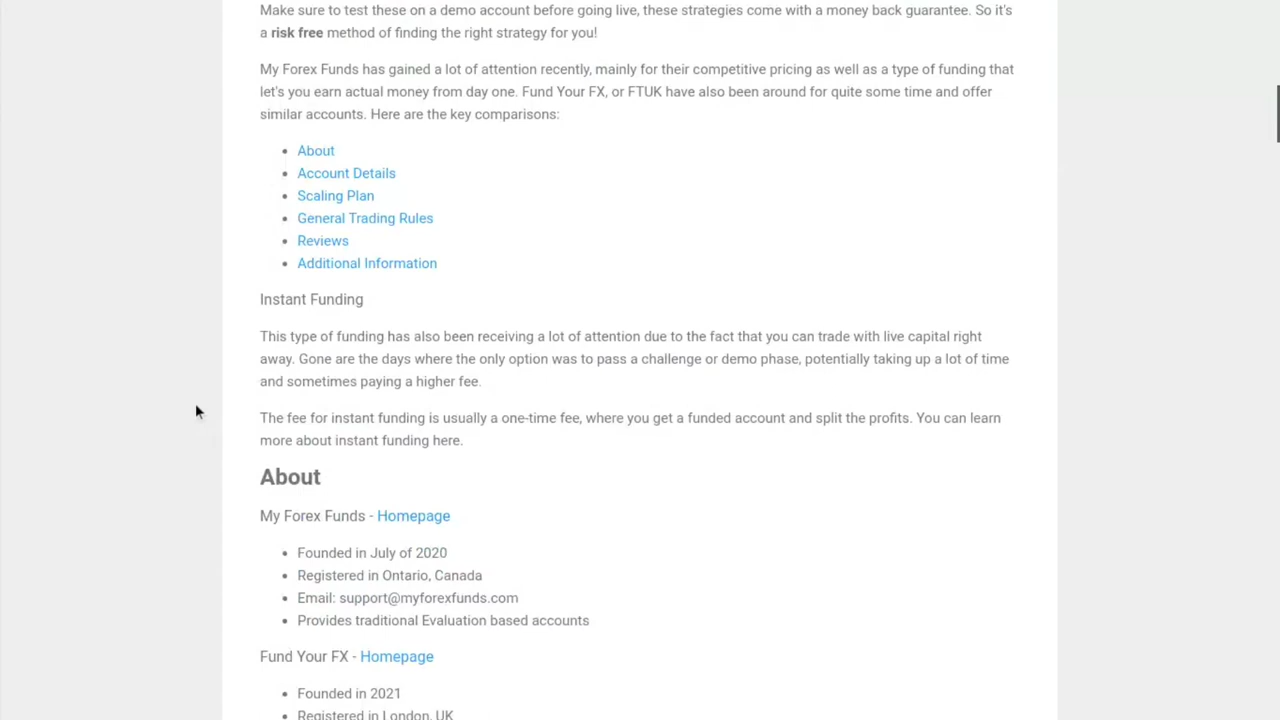 Make sure to test these on a demo account before going live, these strategies come with a money back guarantee. So it's
a risk free method of finding the right strategy for you!
My Forex Funds has gained a lot of attention recently, mainly for their competitive pricing as well as a type of funding that
let's you earn actual money from day one. Fund Your FX, or FTUK have also been around for quite some time and offer
similar accounts. Here are the key comparisons:
• About
• Account Details
• Scaling Plan
• General Trading Rules
• Reviews
• Additional Information
Instant Funding
This type of funding has also been receiving a lot of attention due to the fact that you can trade with live capital right
away. Gone are the days where the only option was to pass a challenge or demo phase, potentially taking up a lot of time
and sometimes paying a higher fee.
The fee for instant funding is usually a one-time fee, where you get a funded account and split the profits. You can learn
more about instant funding here.
About
My Forex Funds - Homepage
• Founded in July of 2020
• Registered in Ontario, Canada
• Email: support@myforexfunds.com
• Provides traditional Evaluation based accounts
Fund Your FX - Homepage
• Founded in 2021
• Registered in London, UK